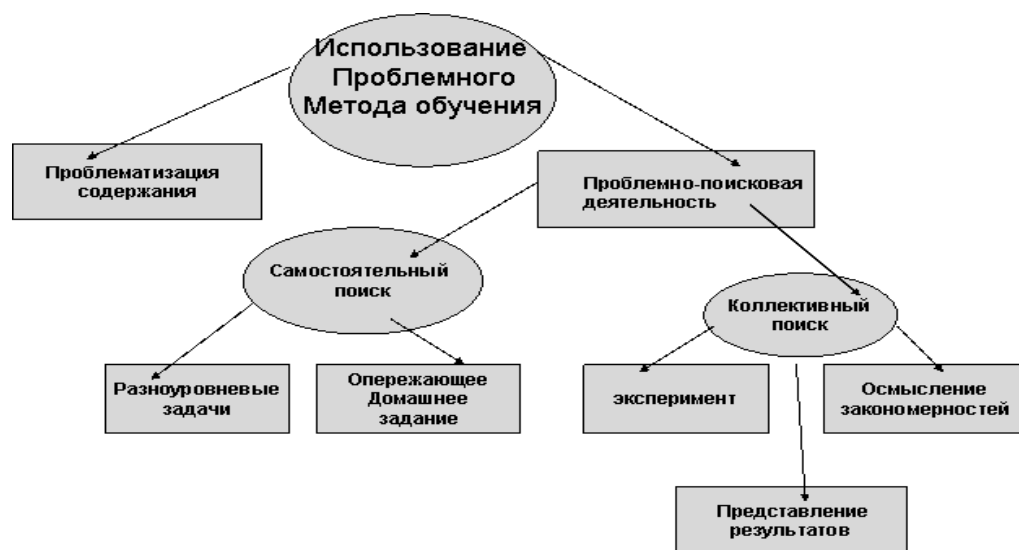 Использование
Проблемного
Метода обучения
Проблематизация
содержания
Проблемно-поисковая
деятельность
Самостоятельный
поиск
Коллективный
поиск
Разноуровневые
задачи
Опережающее
Домашнее
задание
эксперимент
Осмысление
закономерностей
Представление
результатов